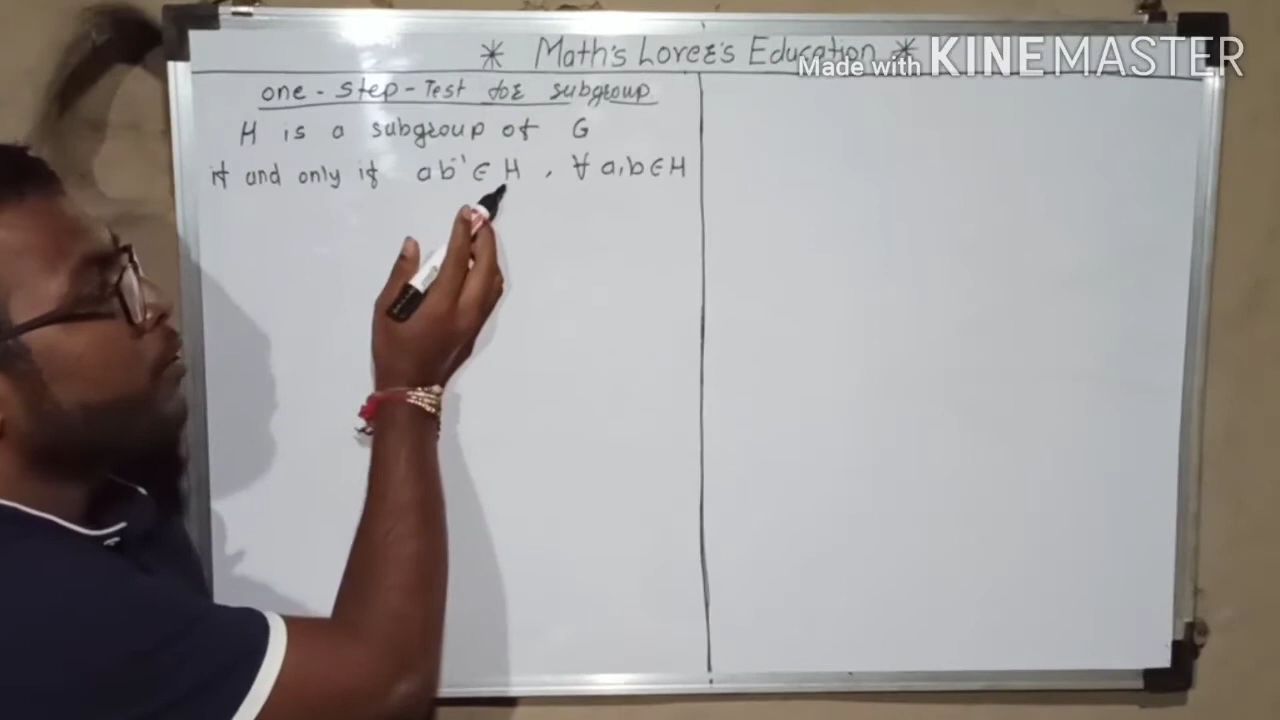 * Math's Lover's Education *
Made with KINEMASTER
one - step - Test for subgroup
H is a subgroup of G
if and only if ab⁻¹ ∈ H , ∀ a,b ∈ H